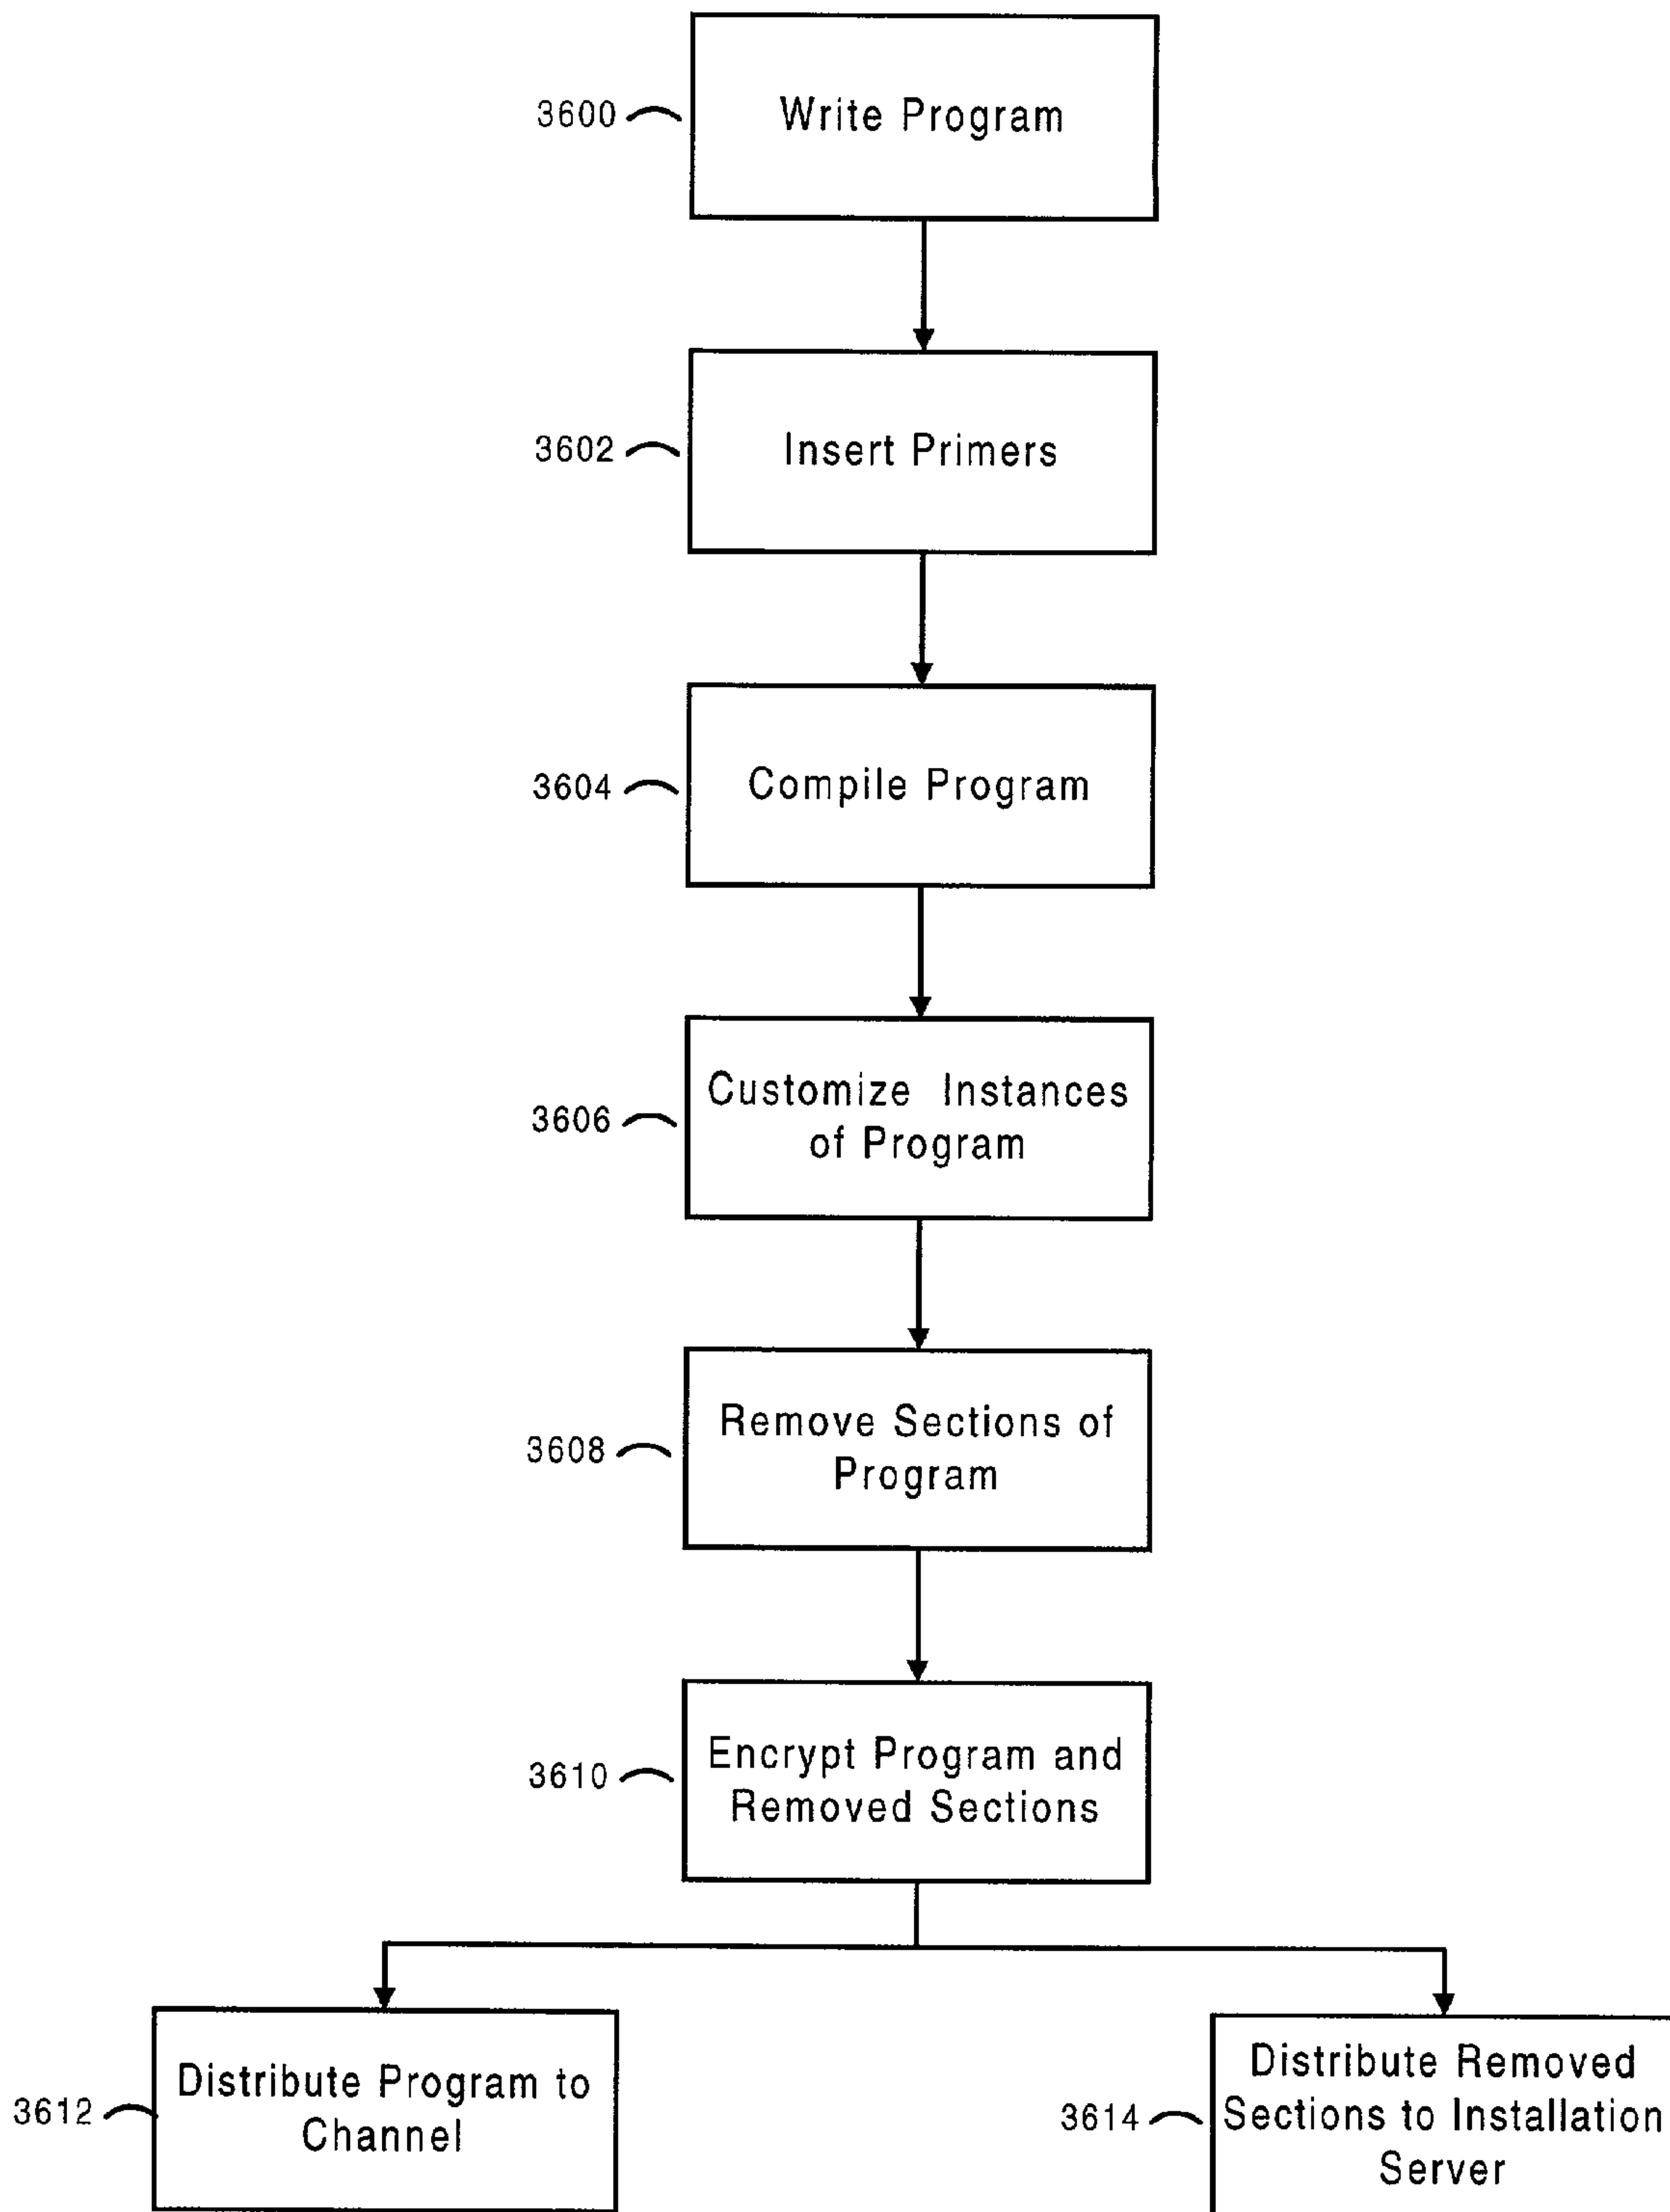 3600
Write Program
3602
Insert Primers
3604
Compile Program
3606
Customize Instances
of Program
3608
Remove Sections of
Program
3610
Encrypt Program and
Removed Sections
3612
Distribute Program to
Channel
3614
Distribute Removed
Sections to Installation
Server